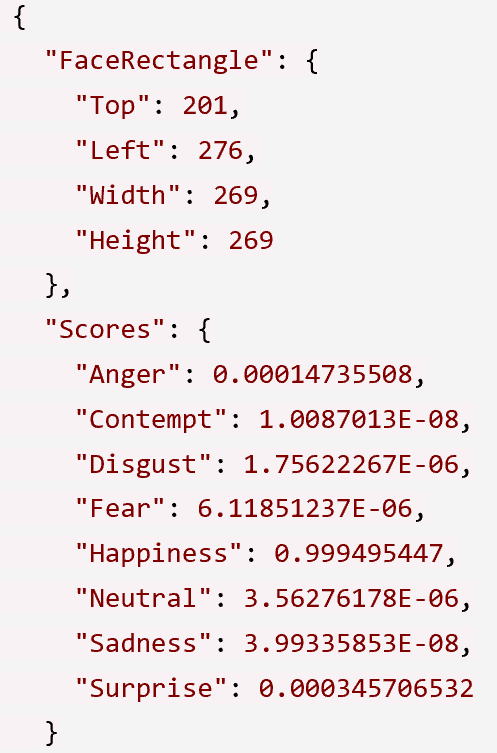 {
"FaceRectangle": {
"Top": 201,
"Left": 276,
"Width": 269,
"Height": 269
},
"Scores": {
"Anger": 0.00014735508,
"Contempt": 1.0087013E-08,
"Disgust": 1.75622267E-06,
"Fear": 6.11851237E-06,
"Happiness": 0.999495447,
"Neutral": 3.56276178E-06,
"Sadness": 3.99335853E-08,
"Surprise": 0.000345706532
}